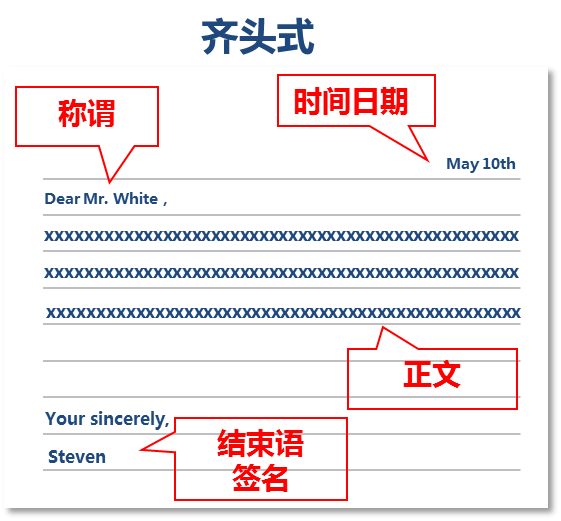 齐头式
称谓
时间日期
May 10th
Dear Mr. White，
xxxxxxxxxxxxxxxxxxxxxxxxxxxxxxxxxxxxxxxxxxxxxxxxx
xxxxxxxxxxxxxxxxxxxxxxxxxxxxxxxxxxxxxxxxxxxxxxxxx
xxxxxxxxxxxxxxxxxxxxxxxxxxxxxxxxxxxxxxxxxxxxxxxxx
正文
Your sincerely,
Steven
结束语
签名